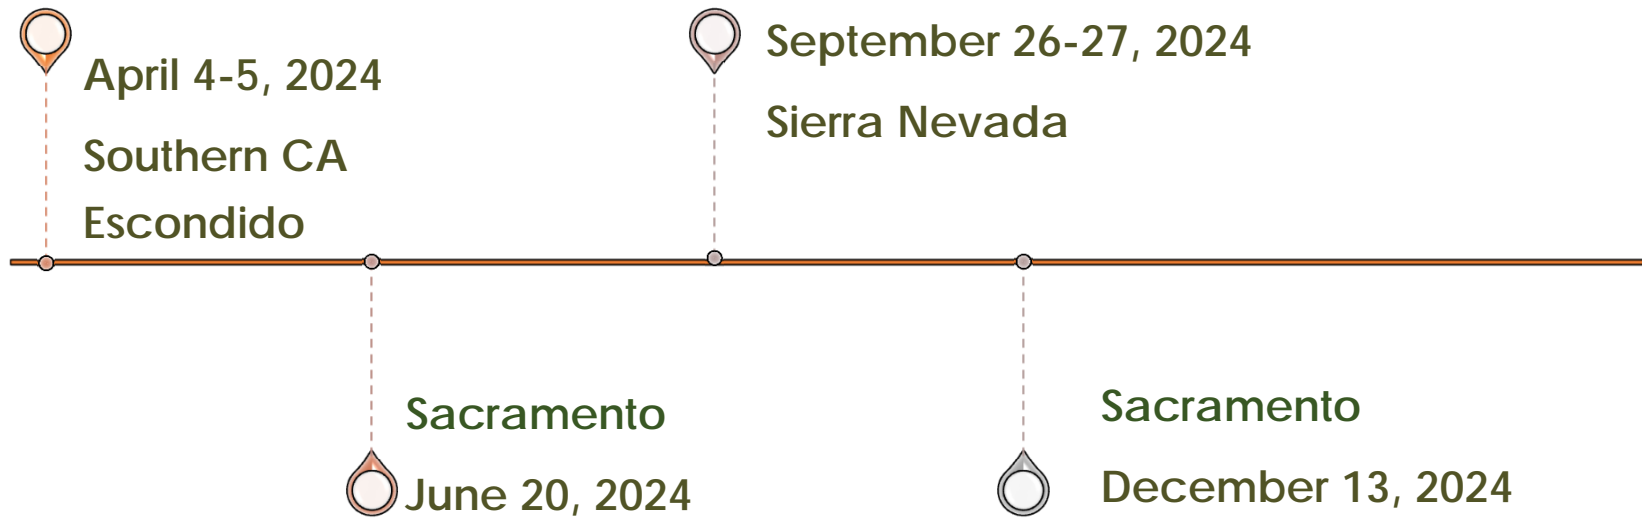 April 4-5, 2024
Southern CA
Escondido
Sacramento
June 20, 2024
September 26-27, 2024
Sierra Nevada
Sacramento
December 13, 2024